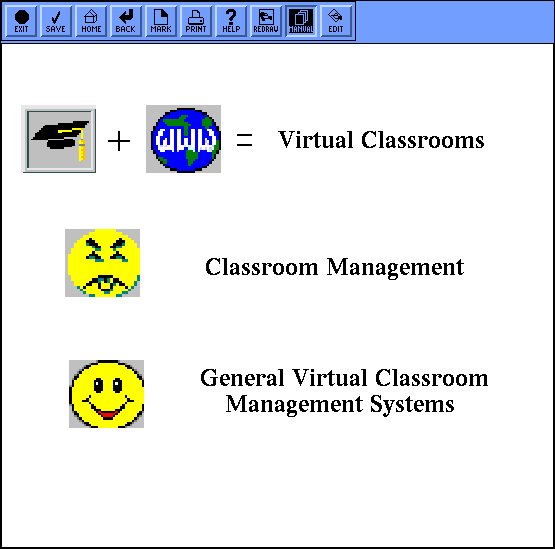 EXIT SAVE HOME BACK MARK PRINT HELP REDRAW MANUAL EDIT
+ WWW = Virtual Classrooms
Classroom Management
General Virtual Classroom
Management Systems